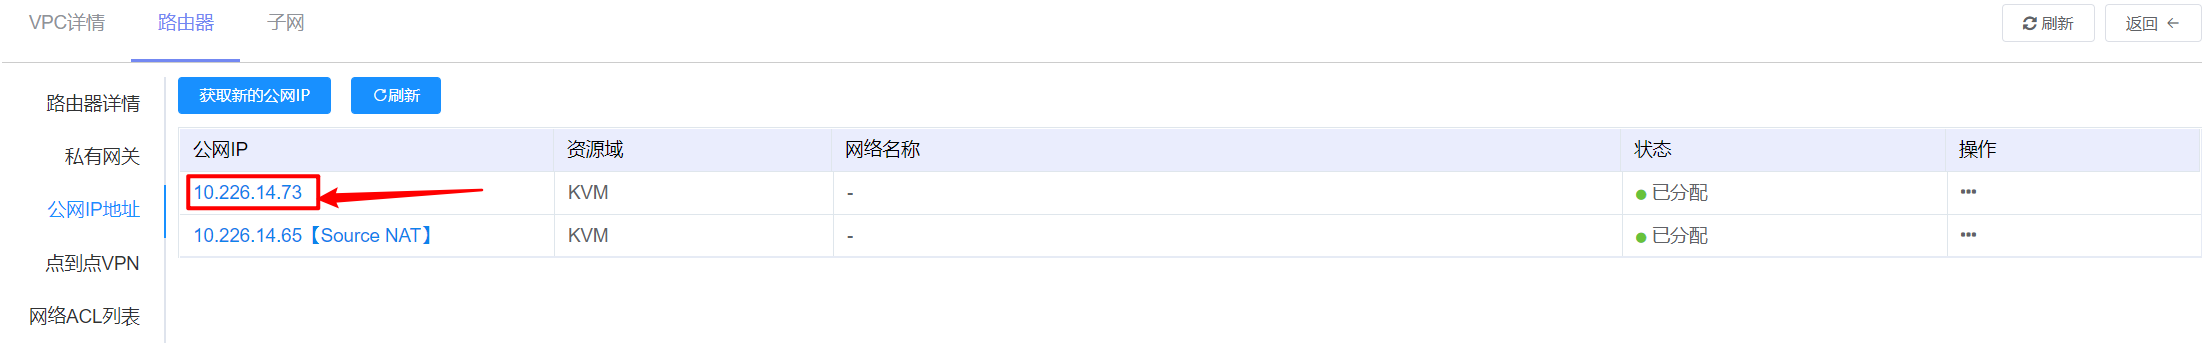 VPC详情 路由器 子网 刷新 返回 ←
路由器详情
私有网关
公网IP地址
点到点VPN
网络ACL列表
获取新的公网IP 刷新
公网IP 资源域 网络名称 状态 操作
10.226.14.73 KVM - 已分配 •••
10.226.14.65【Source NAT】 KVM - 已分配 •••